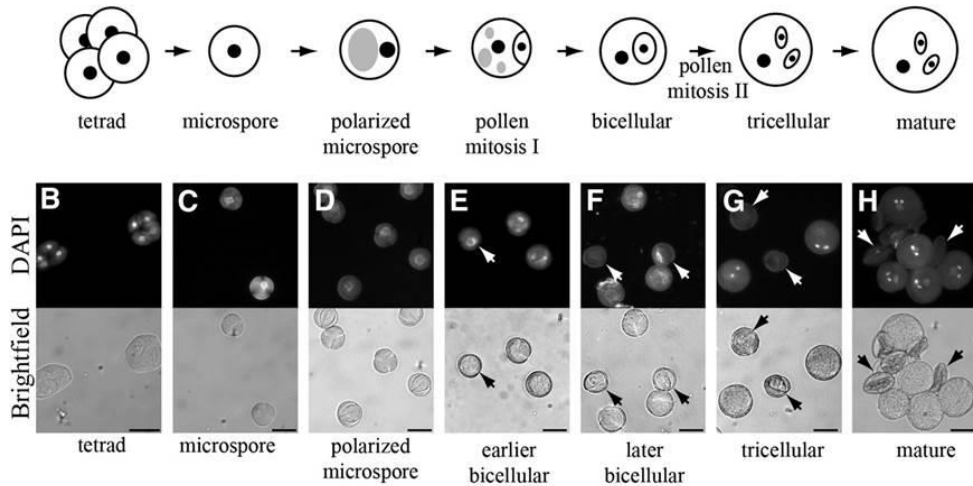 tetrad
microspore
polarized
microspore
pollen
mitosis I
bicellular
pollen
mitosis II
tricellular
mature
B
C
D
E
F
G
H
DAPI
Brightfield
tetrad
microspore
polarized
microspore
earlier
bicellular
later
bicellular
tricellular
mature